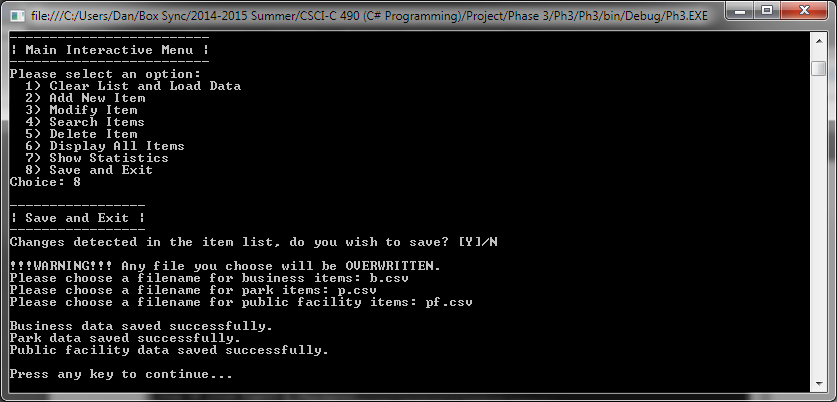 file:///C:/Users/Dan/Box Sync/2014-2015 Summer/CSCI-C 490 (C# Programming)/Project/Phase 3/Ph3/Ph3/bin/Debug/Ph3.EXE
-------------------------
| Main Interactive Menu |
-------------------------
Please select an option:
  1) Clear List and Load Data
  2) Add New Item
  3) Modify Item
  4) Search Items
  5) Delete Item
  6) Display All Items
  7) Show Statistics
  8) Save and Exit
Choice: 8
-----------------
| Save and Exit |
-----------------
Changes detected in the item list, do you wish to save? [Y]/N
!!!WARNING!!! Any file you choose will be OVERWRITTEN.
Please choose a filename for business items: b.csv
Please choose a filename for park items: p.csv
Please choose a filename for public facility items: pf.csv
Business data saved successfully.
Park data saved successfully.
Public facility data saved successfully.
Press any key to continue...